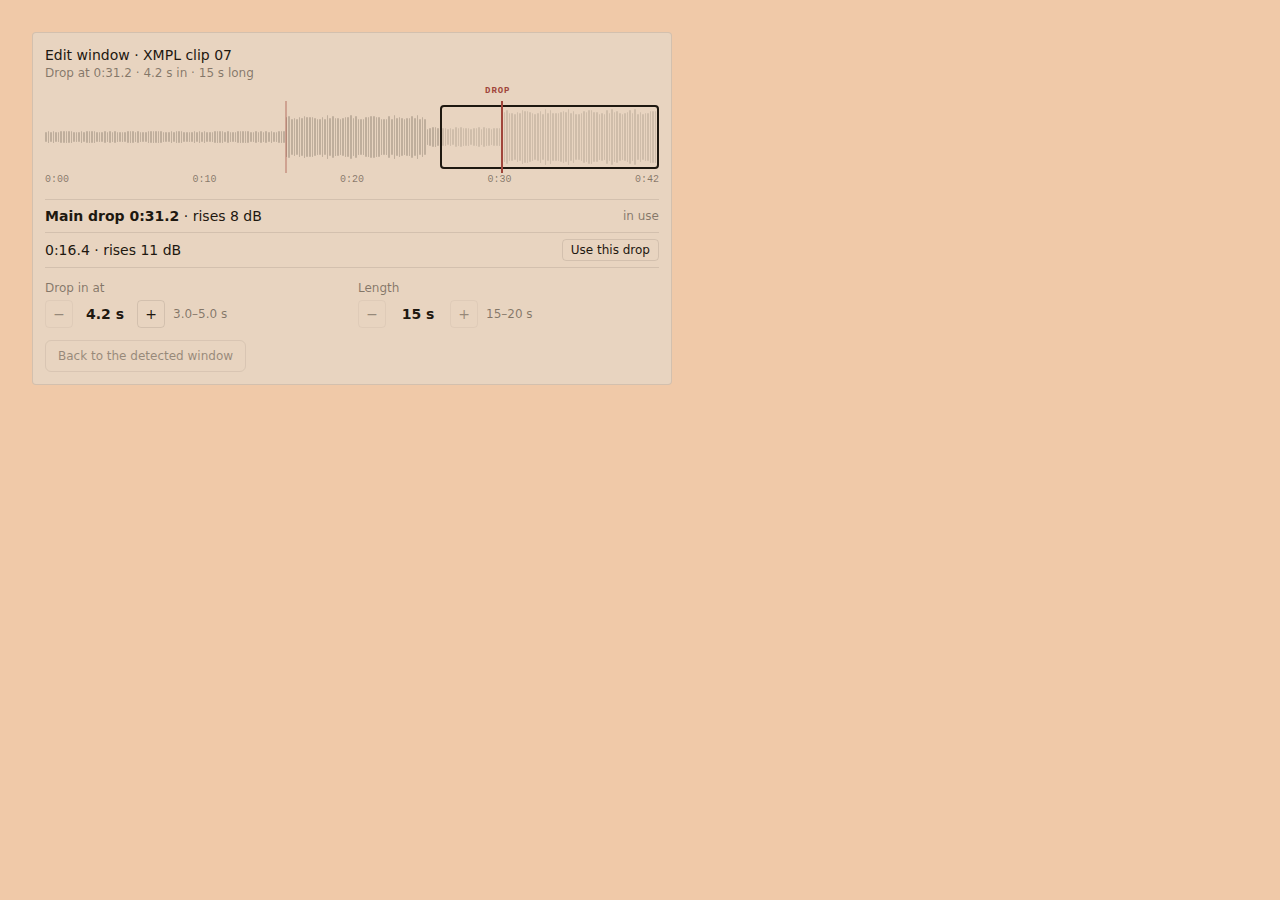 Edit window · XMPL clip 07
Drop at 0:31.2 · 4.2 s in · 15 s long
DROP
0:00 0:10 0:20 0:30 0:42
Main drop 0:31.2 · rises 8 dB in use
0:16.4 · rises 11 dB Use this drop
Drop in at Length
− 4.2 s + 3.0–5.0 s − 15 s + 15–20 s
Back to the detected window